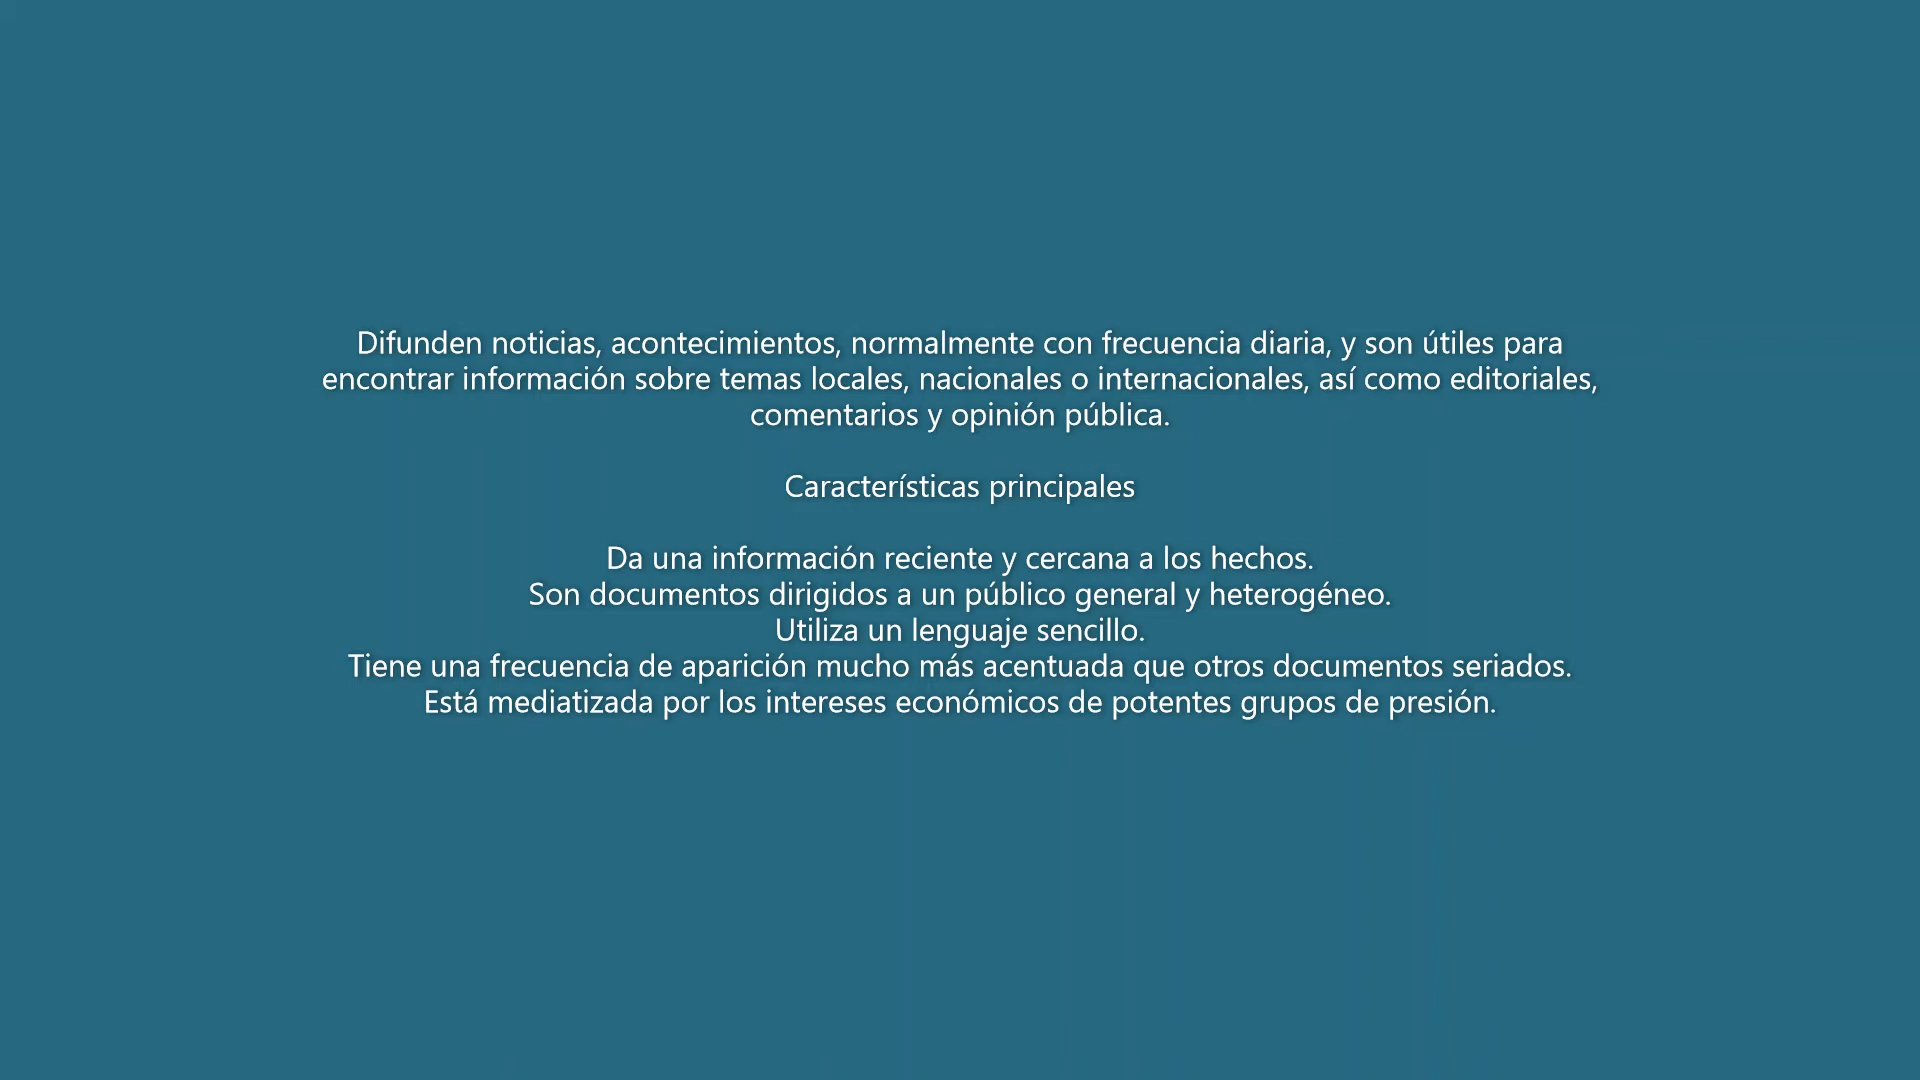 Difunden noticias, acontecimientos, normalmente con frecuencia diaria, y son útiles para
encontrar información sobre temas locales, nacionales o internacionales, así como editoriales,
comentarios y opinión pública.
Características principales
Da una información reciente y cercana a los hechos.
Son documentos dirigidos a un público general y heterogéneo.
Utiliza un lenguaje sencillo.
Tiene una frecuencia de aparición mucho más acentuada que otros documentos seriados.
Está mediatizada por los intereses económicos de potentes grupos de presión.